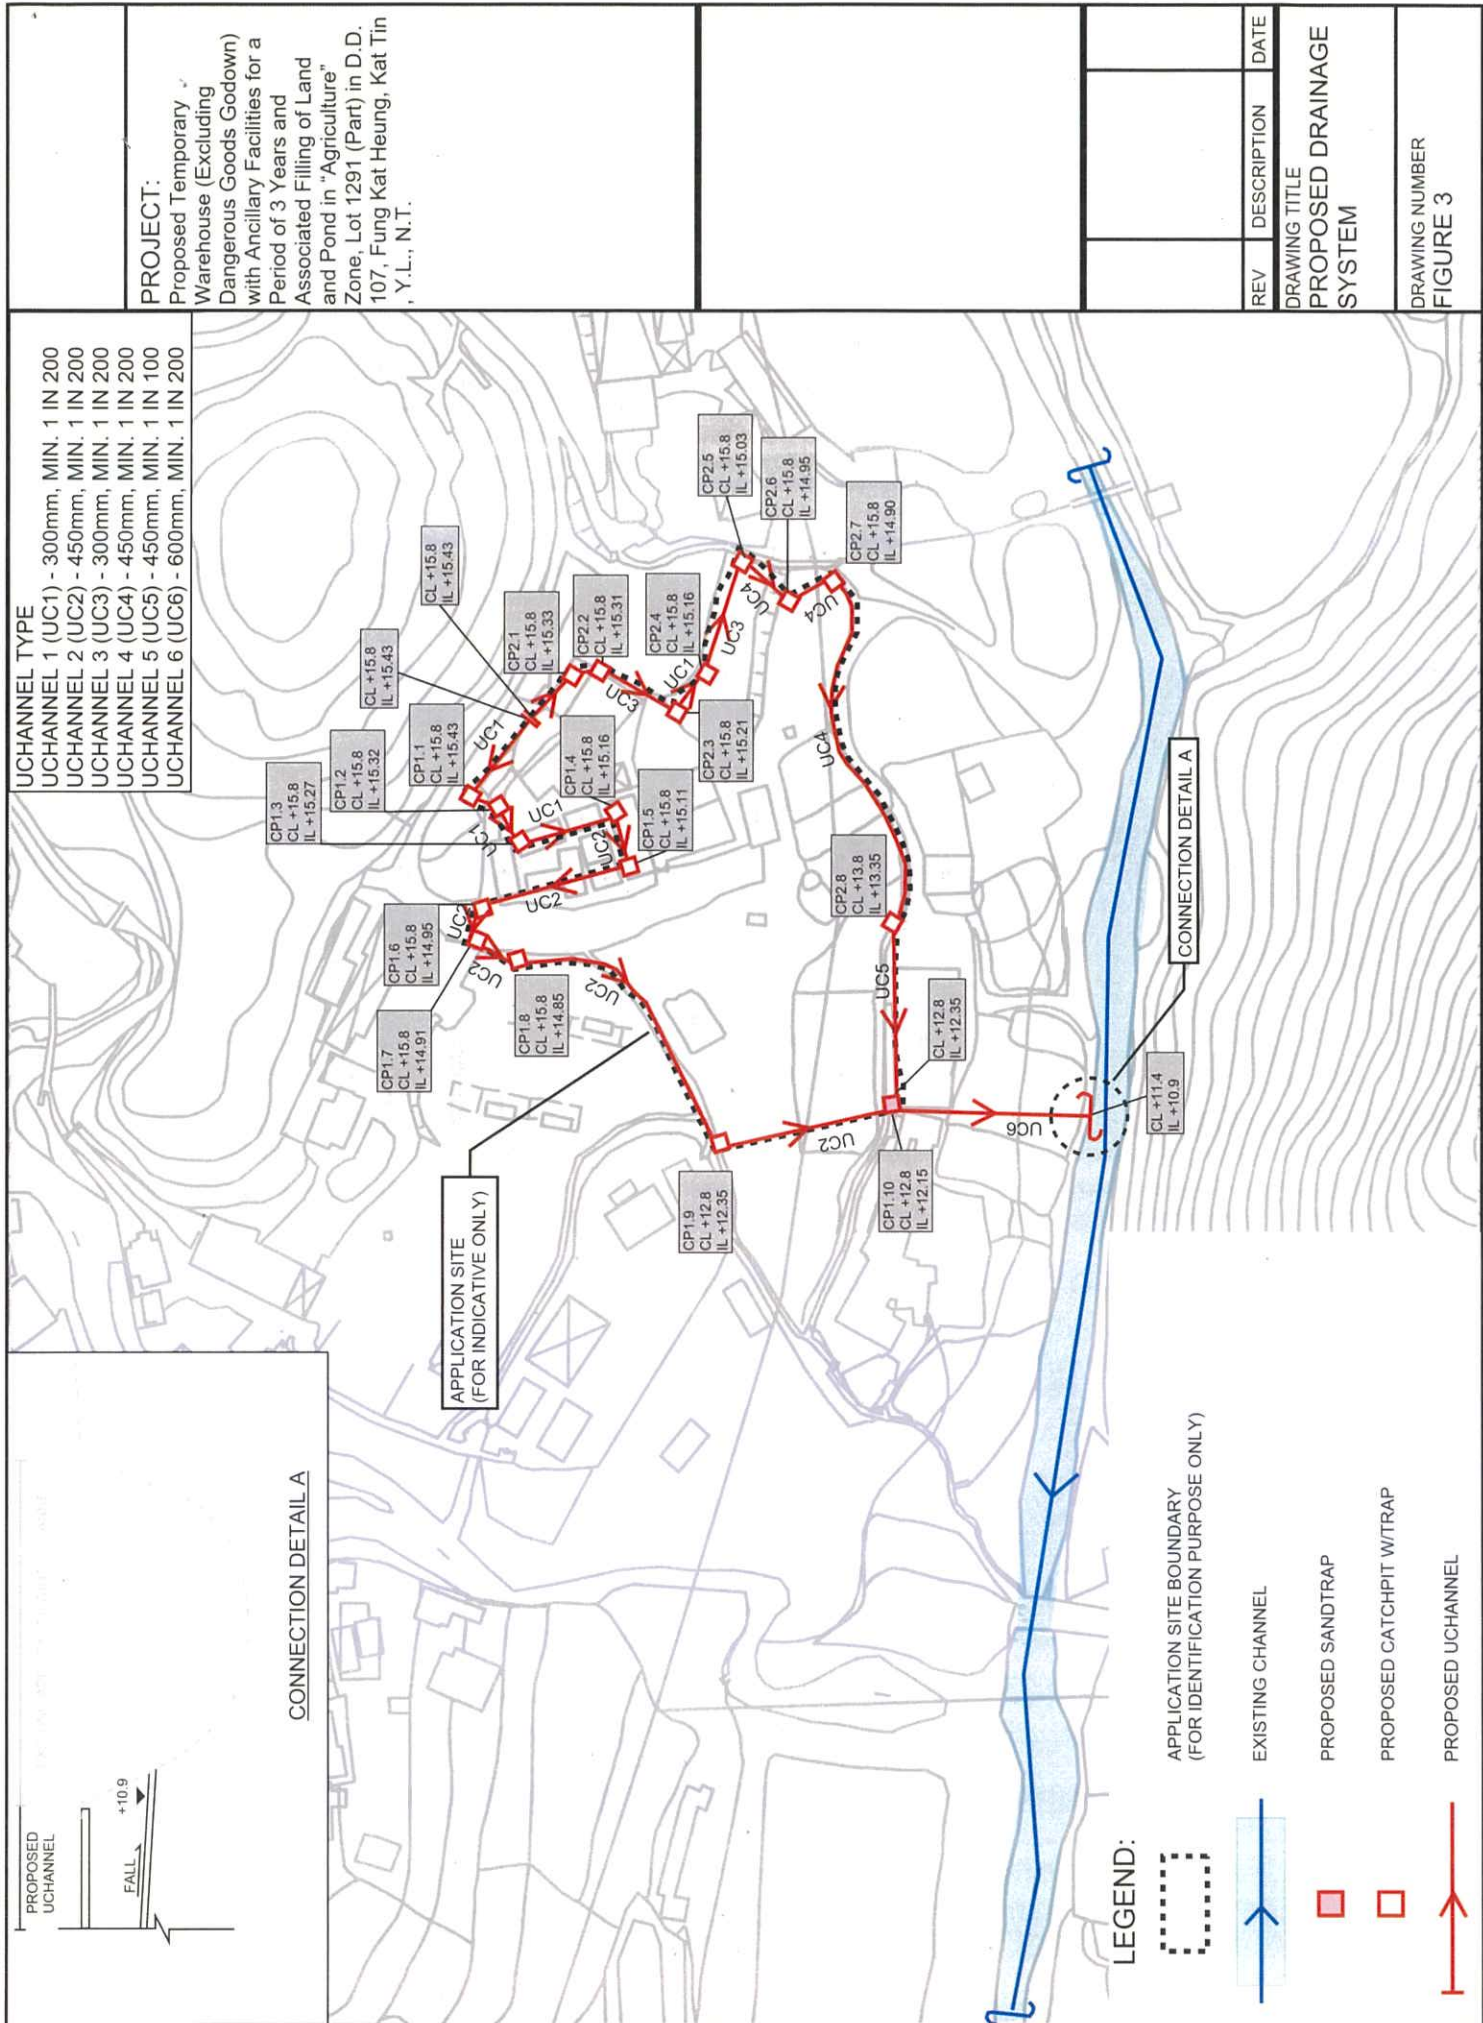 PROPOSED
UCHANNEL
FALL
+10.9
CONNECTION DETAIL A
UCHANNEL TYPE
UCHANNEL 1 (UC1) - 300mm, MIN. 1 IN 200
UCHANNEL 2 (UC2) - 450mm, MIN. 1 IN 200
UCHANNEL 3 (UC3) - 300mm, MIN. 1 IN 200
UCHANNEL 4 (UC4) - 450mm, MIN. 1 IN 200
UCHANNEL 5 (UC5) - 450mm, MIN. 1 IN 100
UCHANNEL 6 (UC6) - 600mm, MIN. 1 IN 200
CP1.3
CL +15.8
IL +15.27
CP1.2
CL +15.8
IL +15.32
CL +15.8
IL +15.43
CP1.1
CL +15.8
IL +15.43
CL +15.8
IL +15.43
CP2.1
CL +15.8
IL +15.33
CP2.2
CL +15.8
IL +15.31
CP1.4
CL +15.8
IL +15.16
CP1.5
CL +15.8
IL +15.11
CP2.4
CL +15.8
IL +15.16
CP2.3
CL +15.8
IL +15.21
CP2.5
CL +15.8
IL +15.03
CP2.6
CL +15.8
IL +14.95
CP2.7
CL +15.8
IL +14.90
CP1.6
CL +15.8
IL +14.95
CP1.7
CL +15.8
IL +14.91
CP1.8
CL +15.8
IL +14.85
CP2.8
CL +13.8
IL +13.35
CP1.9
CL +12.8
IL +12.35
CL +12.8
IL +12.35
CP1.10
CL +12.8
IL +12.15
CL +11.4
IL +10.9
UC1
UC1
UC1
UC2
UC2
UC2
UC2
UC2
UC2
UC3
UC1
UC3
UC4
UC4
UC4
UC5
UC6
APPLICATION SITE
(FOR INDICATIVE ONLY)
CONNECTION DETAIL A
LEGEND:
APPLICATION SITE BOUNDARY
(FOR IDENTIFICATION PURPOSE ONLY)
EXISTING CHANNEL
PROPOSED SANDTRAP
PROPOSED CATCHPIT W/TRAP
PROPOSED UCHANNEL
PROJECT:
Proposed Temporary
Warehouse (Excluding
Dangerous Goods Godown)
with Ancillary Facilities for a
Period of 3 Years and
Associated Filling of Land
and Pond in "Agriculture"
Zone, Lot 1291 (Part) in D.D.
107, Fung Kat Heung, Kat Tin
, Y.L., N.T.
REV DESCRIPTION DATE
DRAWING TITLE
PROPOSED DRAINAGE
SYSTEM
DRAWING NUMBER
FIGURE 3